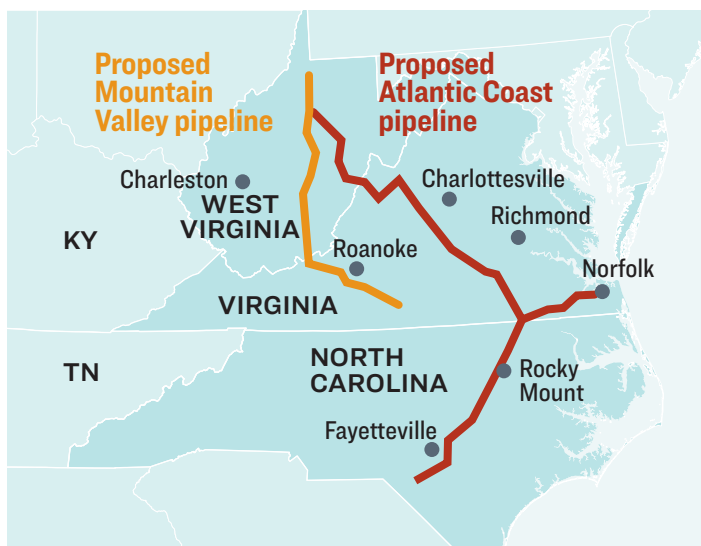 Proposed
Mountain
Valley pipeline
Proposed
Atlantic Coast
pipeline
Charleston
WEST
VIRGINIA
Charlottesville
Richmond
KY
Roanoke
Norfolk
VIRGINIA
TN
NORTH
CAROLINA
Rocky
Mount
Fayetteville